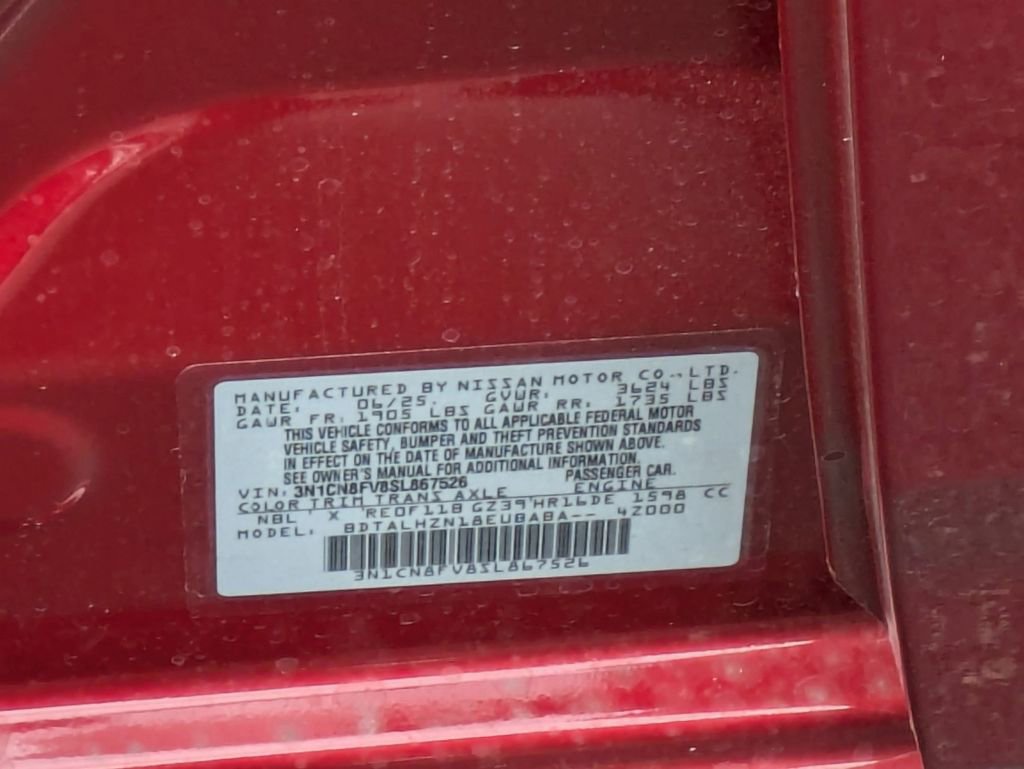 MANUFACTURED BY NISSAN MOTOR CO.,LTD.
DATE: 06/25. GVWR: 3624 LBS
GAWR FR. 1905 LBS GAWR RR. 1735 LBS
THIS VEHICLE CONFORMS TO ALL APPLICABLE FEDERAL MOTOR
VEHICLE SAFETY, BUMPER AND THEFT PREVENTION STANDARDS
IN EFFECT ON THE DATE OF MANUFACTURE SHOWN ABOVE.
SEE OWNER'S MANUAL FOR ADDITIONAL INFORMATION.
VIN: 3N1CN8FV8SL867526 PASSENGER CAR.
COLOR TRIM TRANS AXLE ENGINE
NBL X RE0F11B GZ39 HR16DE 1598 CC
MODEL: BDTALHZN18EUBABA-- 4Z000
3N1CN8FV8SL867526